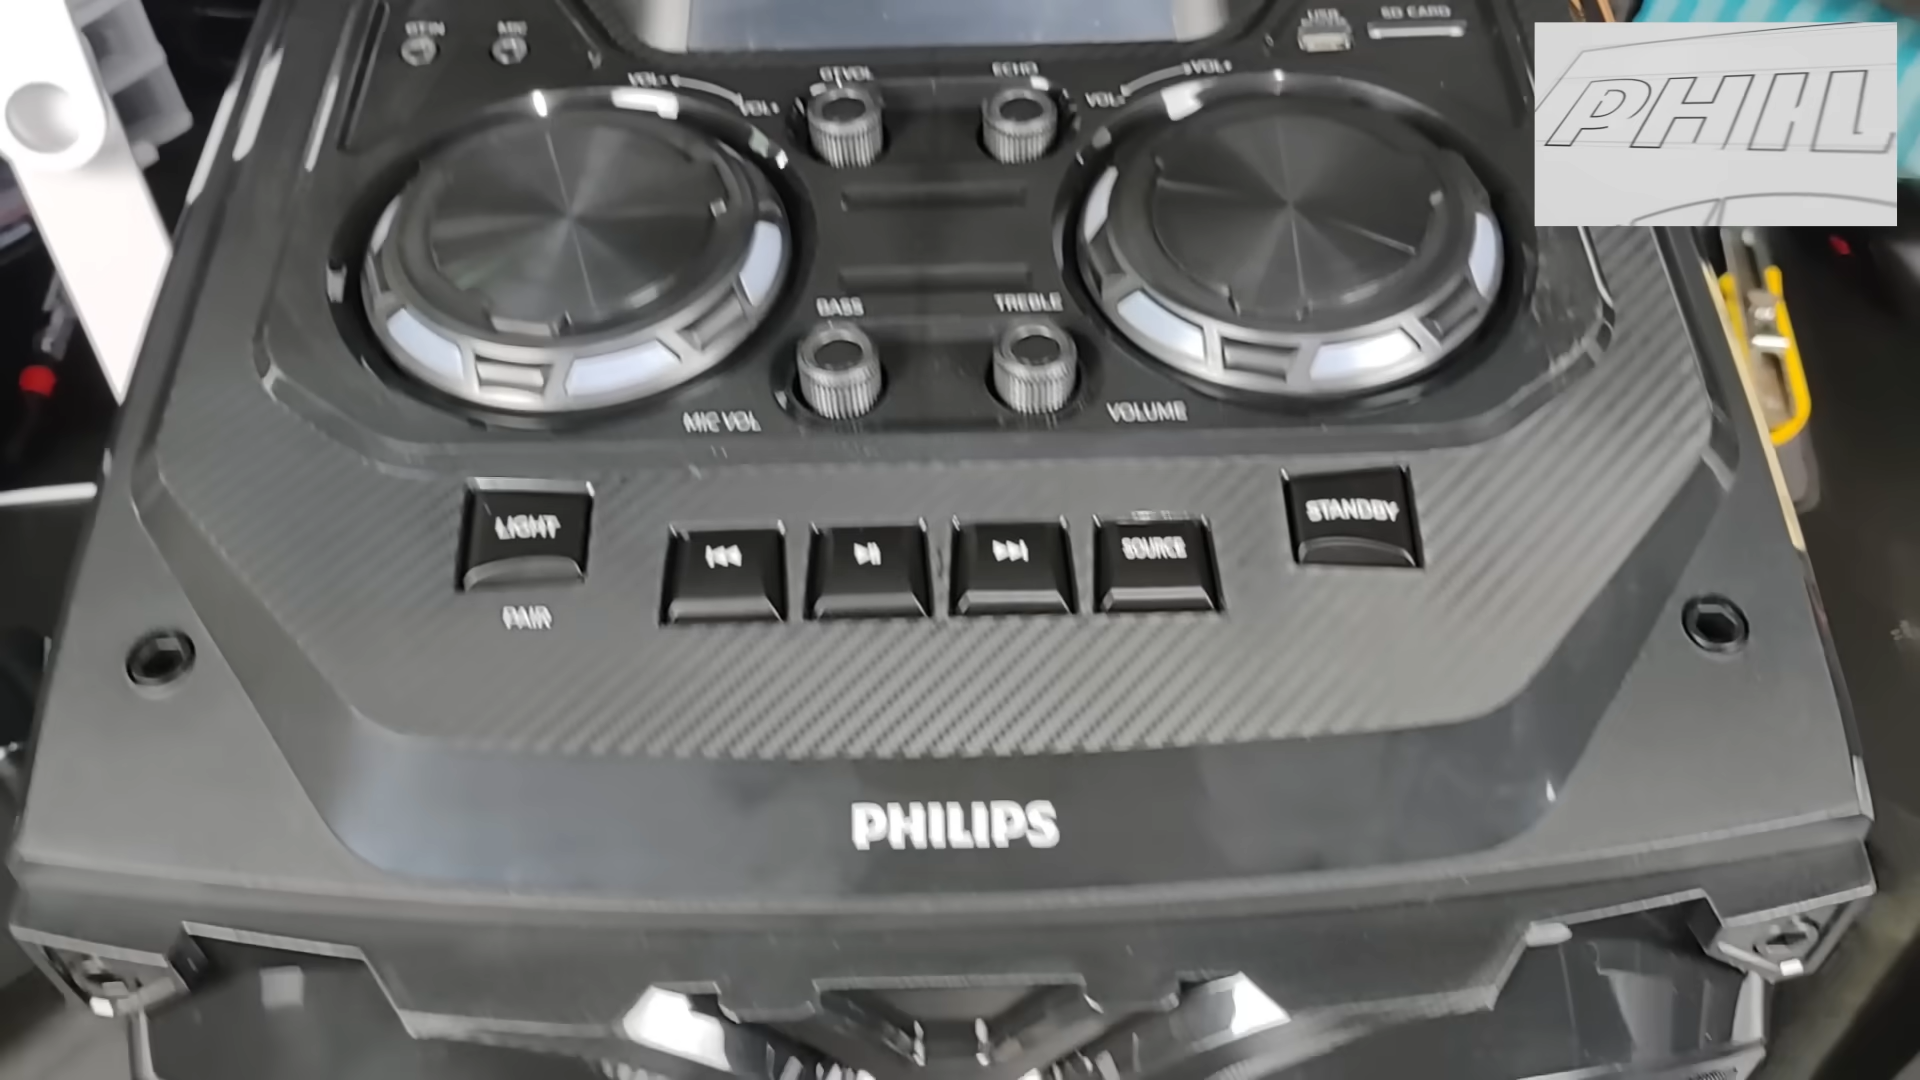 GT IN
MIC
USB
SD CARD
PHIL
VOL-
VOL+
GT VOL
ECHO
VOL-
VOL+
BASS
TREBLE
MIC VOL
VOLUME
LIGHT
STANDBY
SOURCE
PAIR
PHILIPS